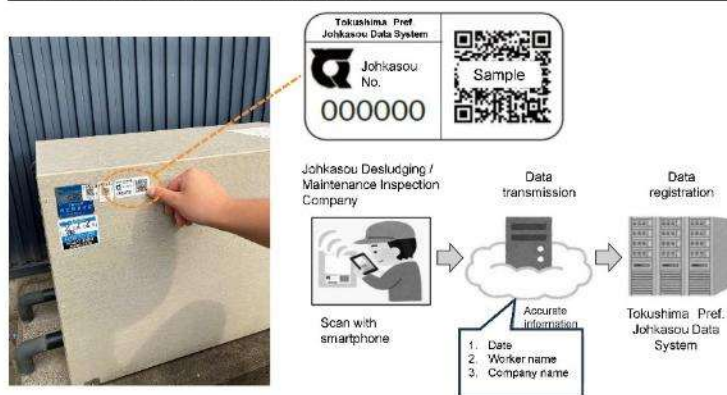 Tokushima Pref.
Johkasou Data System
Johkasou
No.
000000
Sample
Johkasou Desludging /
Maintenance Inspection
Company
Data
transmission
Data
registration
Scan with
smartphone
Accurate
information
1. Date
2. Worker name
3. Company name
Tokushima Pref.
Johkasou Data
System